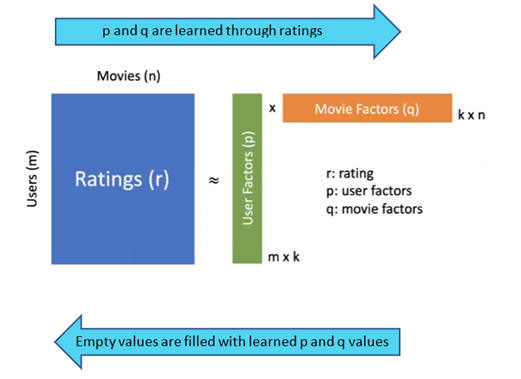 p and q are learned through ratings
Movies (n)
Users (m)
Ratings (r)
≈
User Factors (p)
m x k
x
Movie Factors (q)
k x n
r: rating
p: user factors
q: movie factors
Empty values are filled with learned p and q values